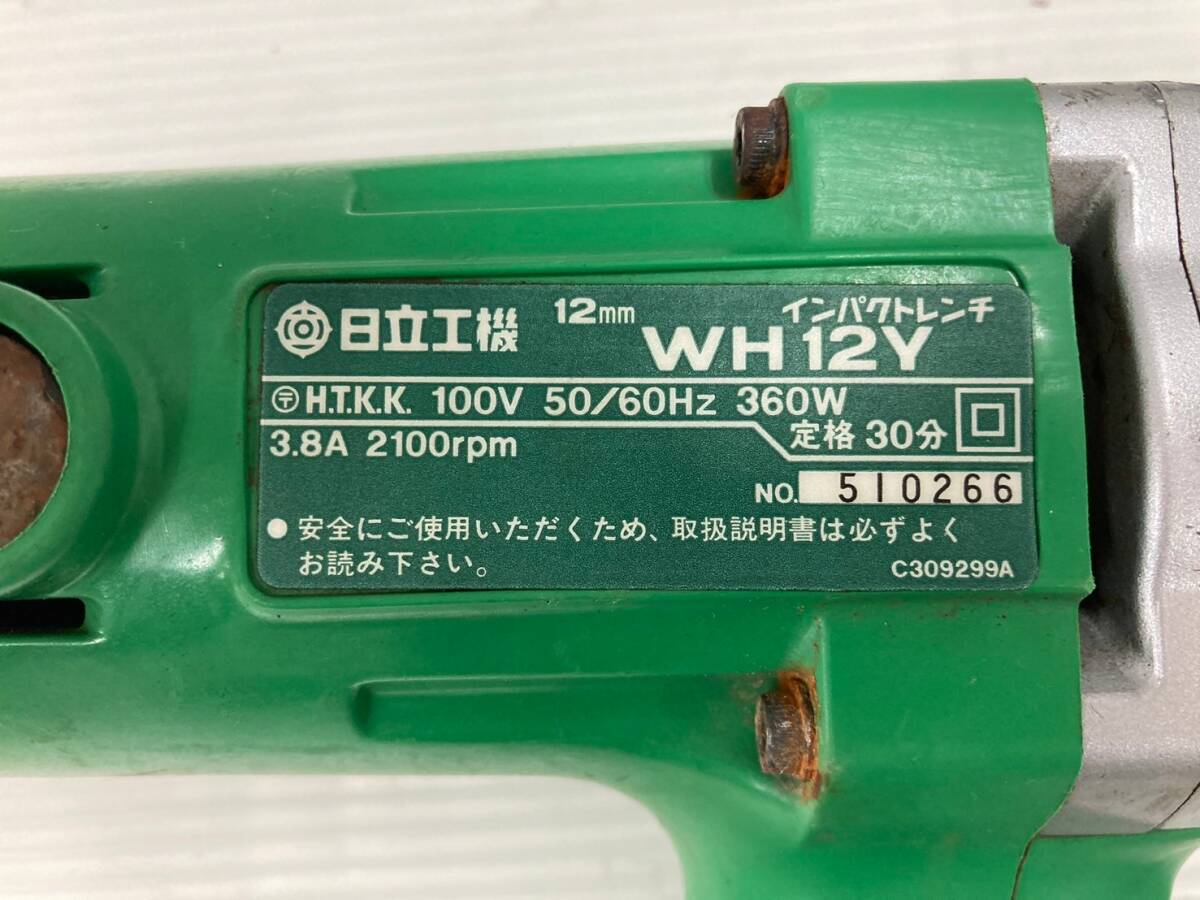 日立工機 12mm インパクトレンチ
WH12Y
〒 H.T.K.K. 100V 50/60Hz 360W
3.8A 2100rpm 定格 30分
NO. 510266
● 安全にご使用いただくため、取扱説明書は必ずよく
お読み下さい。
C309299A